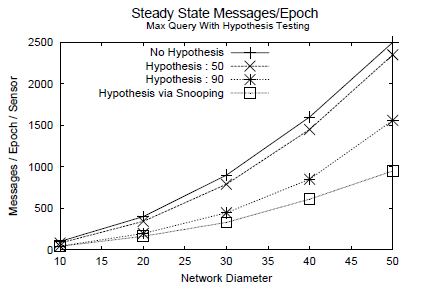 Steady State Messages/Epoch
Max Query With Hypothesis Testing
No Hypothesis
Hypothesis : 50
Hypothesis : 90
Hypothesis via Snooping
Messages / Epoch / Sensor
2500
2000
1500
1000
500
0
10 15 20 25 30 35 40 45 50
Network Diameter